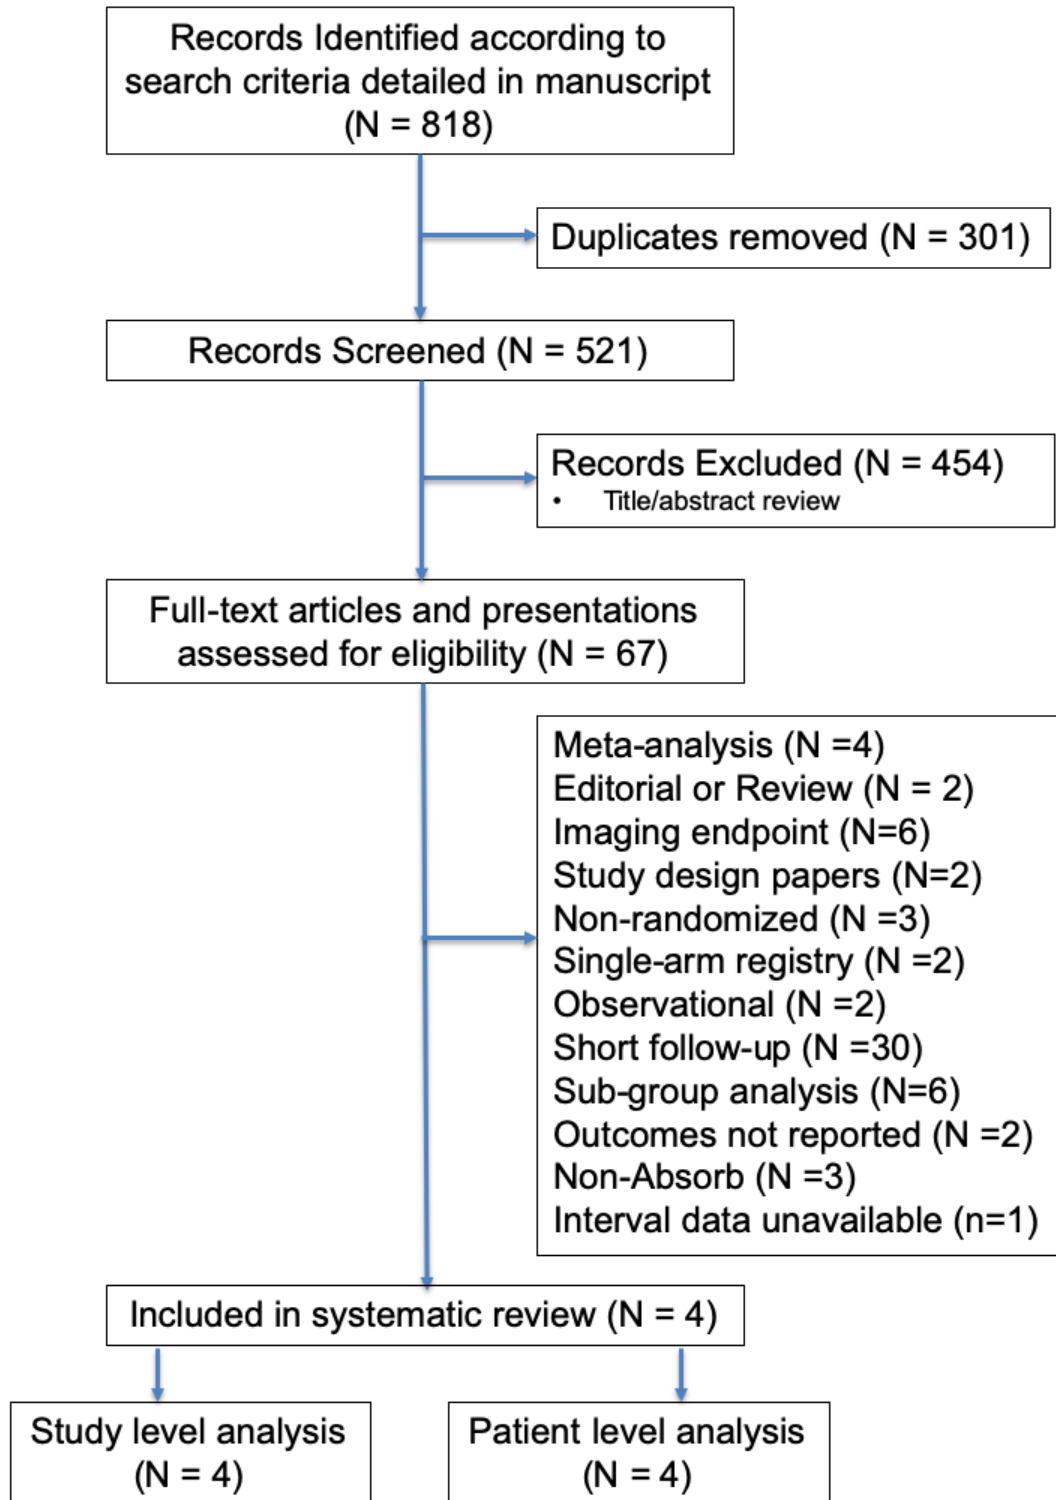 Records Identified according to
search criteria detailed in manuscript
(N = 818)
Duplicates removed (N = 301)
Records Screened (N = 521)
Records Excluded (N = 454)
• Title/abstract review
Full-text articles and presentations
assessed for eligibility (N = 67)
Meta-analysis (N =4)
Editorial or Review (N = 2)
Imaging endpoint (N=6)
Study design papers (N=2)
Non-randomized (N =3)
Single-arm registry (N =2)
Observational (N =2)
Short follow-up (N =30)
Sub-group analysis (N=6)
Outcomes not reported (N =2)
Non-Absorb (N =3)
Interval data unavailable (n=1)
Included in systematic review (N = 4)
Study level analysis
(N = 4)
Patient level analysis
(N = 4)